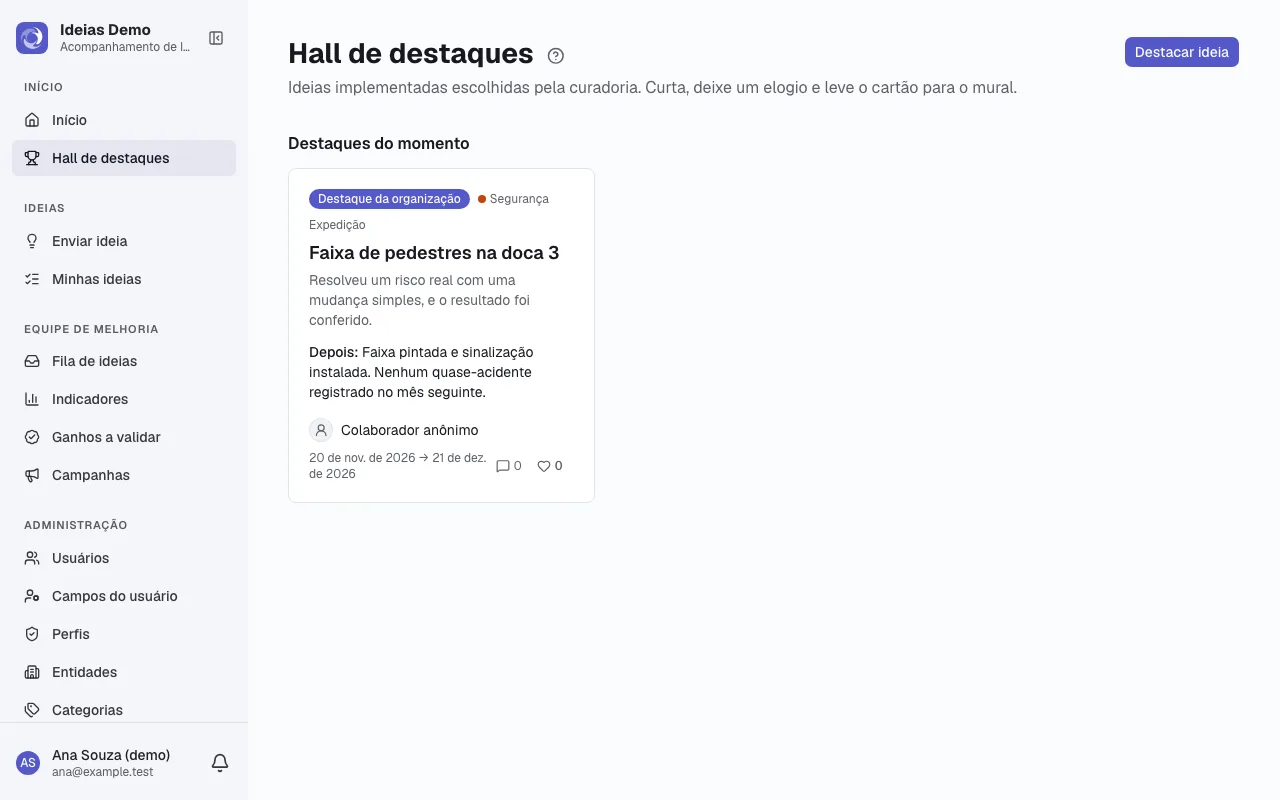 Ideias Demo
Acompanhamento de I...
INÍCIO
Início
Hall de destaques
IDEIAS
Enviar ideia
Minhas ideias
EQUIPE DE MELHORIA
Fila de ideias
Indicadores
Ganhos a validar
Campanhas
ADMINISTRAÇÃO
Usuários
Campos do usuário
Perfis
Entidades
Categorias
AS
Ana Souza (demo)
ana@example.test
Hall de destaques
Destacar ideia
Ideias implementadas escolhidas pela curadoria. Curta, deixe um elogio e leve o cartão para o mural.
Destaques do momento
Destaque da organização
Segurança
Expedição
Faixa de pedestres na doca 3
Resolveu um risco real com uma
mudança simples, e o resultado foi
conferido.
Depois: Faixa pintada e sinalização
instalada. Nenhum quase-acidente
registrado no mês seguinte.
Colaborador anônimo
20 de nov. de 2026 → 21 de dez.
de 2026
0
0